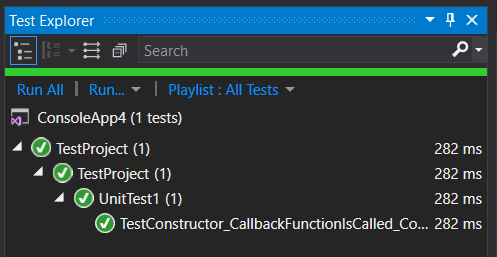 Test Explorer
Search
Run All | Run... | Playlist : All Tests
ConsoleApp4 (1 tests)
TestProject (1) 282 ms
TestProject (1) 282 ms
UnitTest1 (1) 282 ms
TestConstructor_CallbackFunctionIsCalled_Co... 282 ms